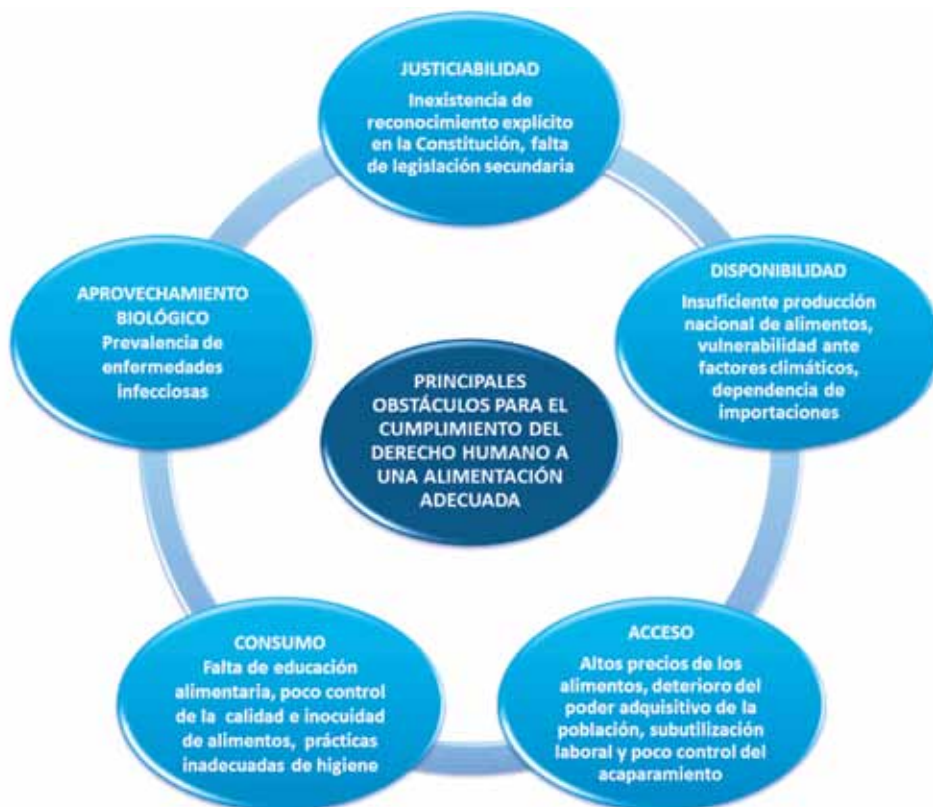 JUSTICIABILIDAD
Inexistencia de
reconocimiento explícito
en la Constitución, falta
de legislación secundaria
DISPONIBILIDAD
Insuficiente producción
nacional de alimentos,
vulnerabilidad ante
factores climáticos,
dependencia de
importaciones
ACCESO
Altos precios de los
alimentos, deterioro del
poder adquisitivo de la
población, subutilización
laboral y poco control del
acaparamiento
CONSUMO
Falta de educación
alimentaria, poco control
de la calidad e inocuidad
de alimentos, prácticas
inadecuadas de higiene
APROVECHAMIENTO
BIOLÓGICO
Prevalencia de
enfermedades
infecciosas
PRINCIPALES
OBSTÁCULOS PARA EL
CUMPLIMIENTO DEL
DERECHO HUMANO A
UNA ALIMENTACIÓN
ADECUADA